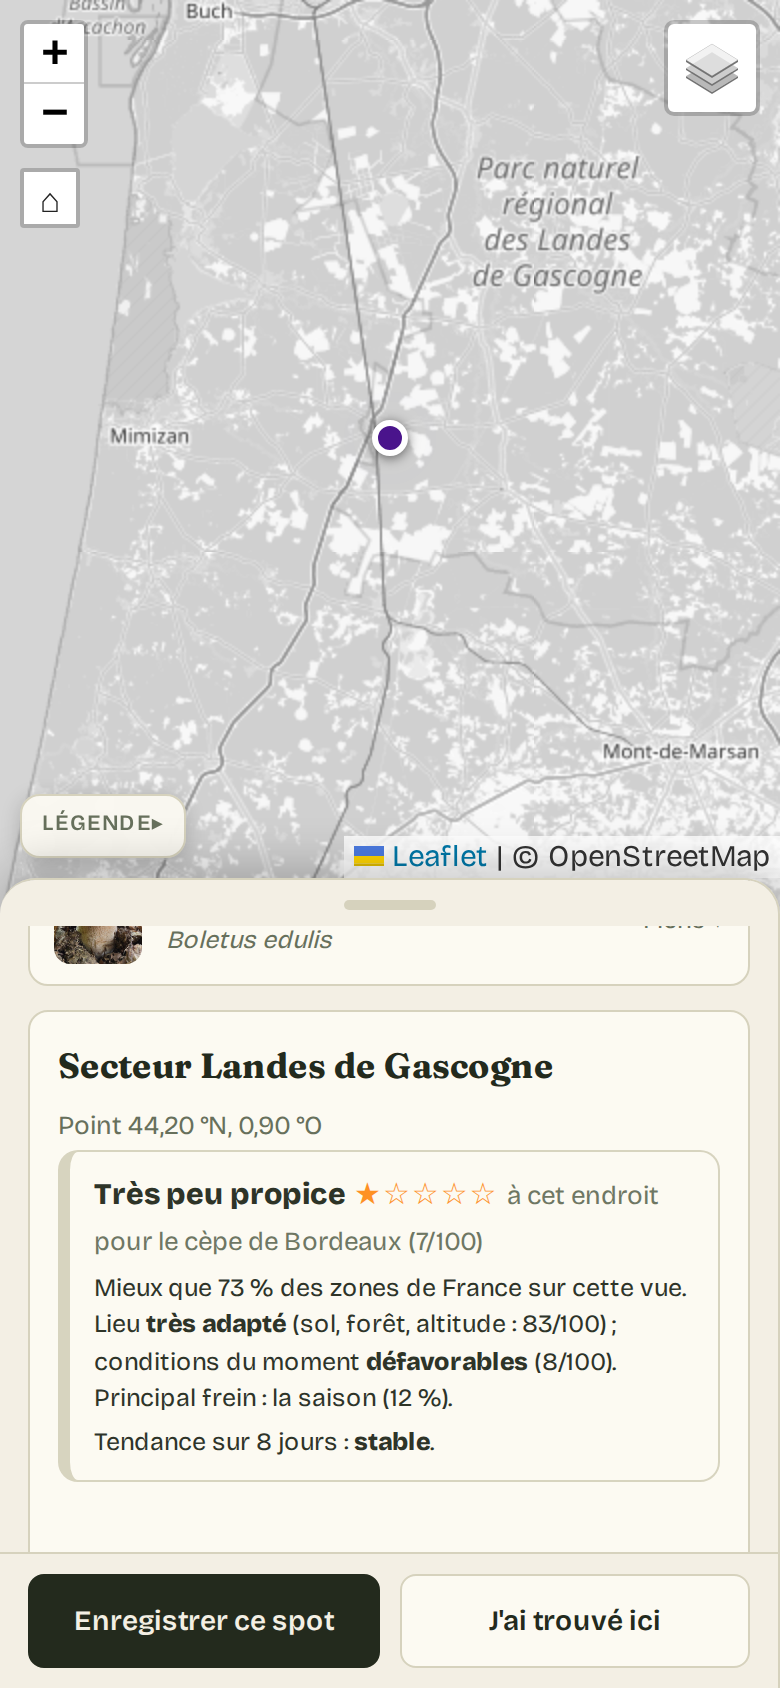 Bassin
d'Arcachon
Buch
+
−
Parc naturel
régional
des Landes
de Gascogne
Mimizan
Mont-de-Marsan
LÉGENDE▸
Leaflet | © OpenStreetMap
Boletus edulis
Secteur Landes de Gascogne
Point 44,20 °N, 0,90 °O
Très peu propice ★☆☆☆☆ à cet endroit
pour le cèpe de Bordeaux (7/100)
Mieux que 73 % des zones de France sur cette vue.
Lieu très adapté (sol, forêt, altitude : 83/100) ;
conditions du moment défavorables (8/100).
Principal frein : la saison (12 %).
Tendance sur 8 jours : stable.
Enregistrer ce spot
J'ai trouvé ici